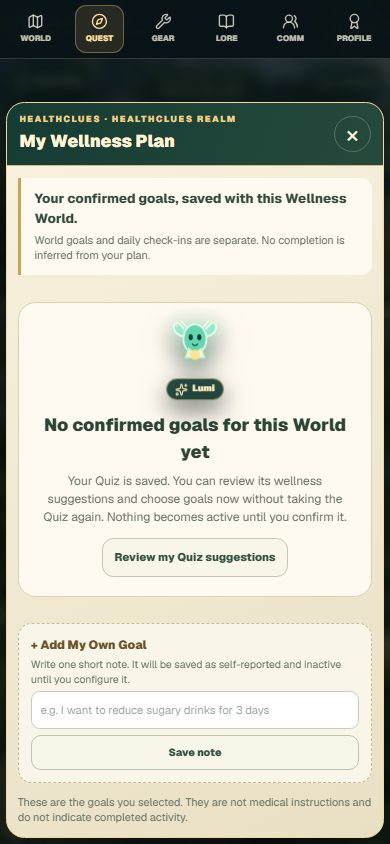 WORLD
QUEST
GEAR
LORE
COMM
PROFILE
HEALTHCLUES · HEALTHCLUES REALM
My Wellness Plan
Your confirmed goals, saved with this Wellness
World.
World goals and daily check-ins are separate. No completion is
inferred from your plan.
Lumi
No confirmed goals for this World
yet
Your Quiz is saved. You can review its wellness
suggestions and choose goals now without taking the
Quiz again. Nothing becomes active until you confirm it.
Review my Quiz suggestions
+ Add My Own Goal
Write one short note. It will be saved as self-reported and inactive
until you configure it.
e.g. I want to reduce sugary drinks for 3 days
Save note
These are the goals you selected. They are not medical instructions and
do not indicate completed activity.